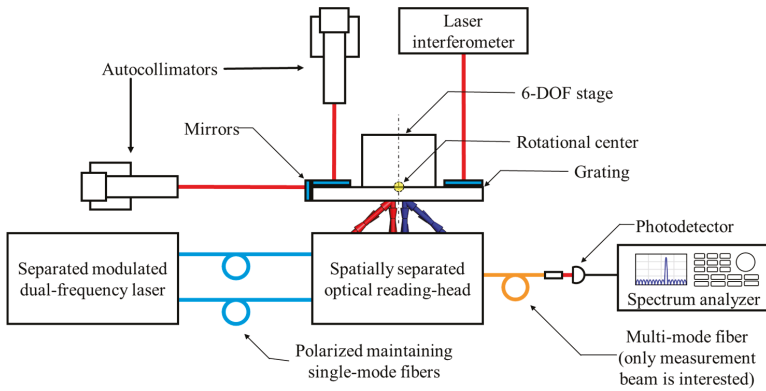 Laser
interferometer
Autocollimators
6-DOF stage
Mirrors
Rotational center
Grating
Photodetector
Separated modulated
dual-frequency laser
Spatially separated
optical reading-head
Spectrum analyzer
Polarized maintaining
single-mode fibers
Multi-mode fiber
(only measurement
beam is interested)